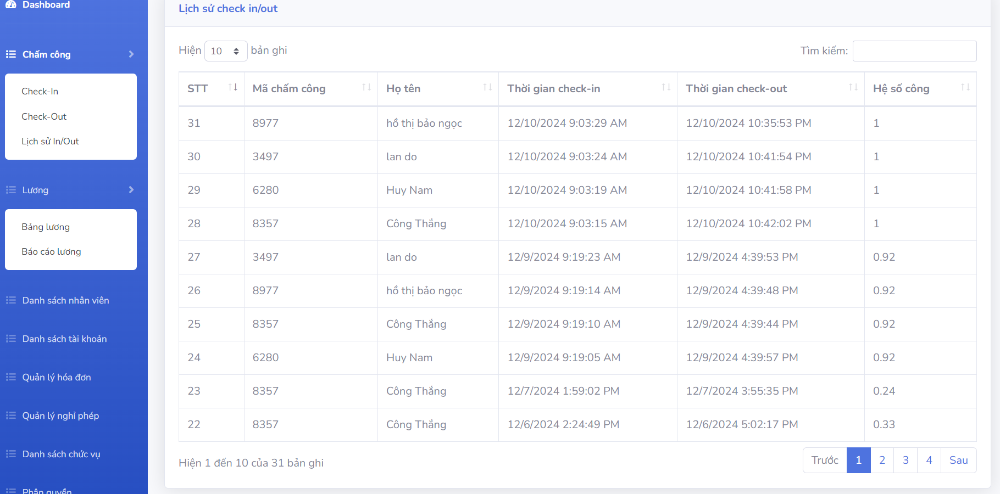 Dashboard
Chấm công
Check-In
Check-Out
Lịch sử In/Out
Lương
Bảng lương
Báo cáo lương
Danh sách nhân viên
Danh sách tài khoản
Quản lý hóa đơn
Quản lý nghỉ phép
Danh sách chức vụ
Phân quyền
Lịch sử check in/out
Hiện 10 bản ghi
Tìm kiếm:
STT Mã chấm công Họ tên Thời gian check-in Thời gian check-out Hệ số công
31 8977 hồ thị bảo ngọc 12/10/2024 9:03:29 AM 12/10/2024 10:35:53 PM 1
30 3497 lan do 12/10/2024 9:03:24 AM 12/10/2024 10:41:54 PM 1
29 6280 Huy Nam 12/10/2024 9:03:19 AM 12/10/2024 10:41:58 PM 1
28 8357 Công Thắng 12/10/2024 9:03:15 AM 12/10/2024 10:42:02 PM 1
27 3497 lan do 12/9/2024 9:19:23 AM 12/9/2024 4:39:53 PM 0.92
26 8977 hồ thị bảo ngọc 12/9/2024 9:19:14 AM 12/9/2024 4:39:48 PM 0.92
25 8357 Công Thắng 12/9/2024 9:19:10 AM 12/9/2024 4:39:44 PM 0.92
24 6280 Huy Nam 12/9/2024 9:19:05 AM 12/9/2024 4:39:57 PM 0.92
23 8357 Công Thắng 12/7/2024 1:59:02 PM 12/7/2024 3:55:35 PM 0.24
22 8357 Công Thắng 12/6/2024 2:24:49 PM 12/6/2024 5:02:17 PM 0.33
Hiện 1 đến 10 của 31 bản ghi
Trước 1 2 3 4 Sau